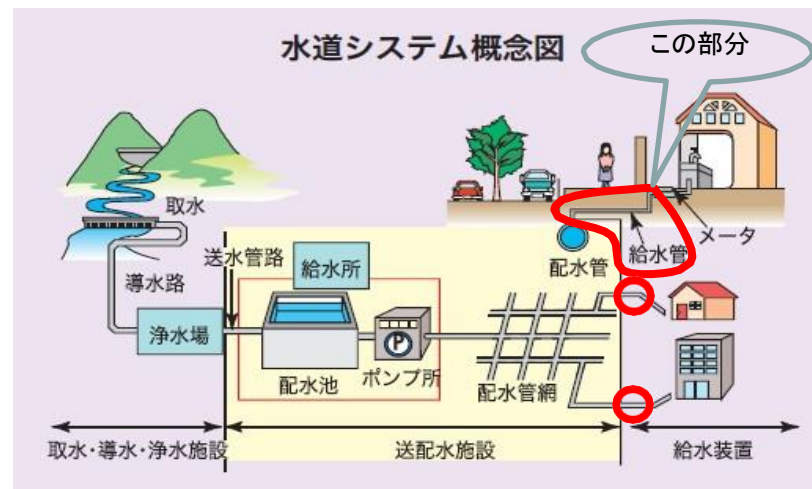 水道システム概念図
この部分
取水
導水路
送水管路
給水所
浄水場
配水池
P
ポンプ所
配水管
給水管
メータ
配水管網
取水・導水・浄水施設
送配水施設
給水装置